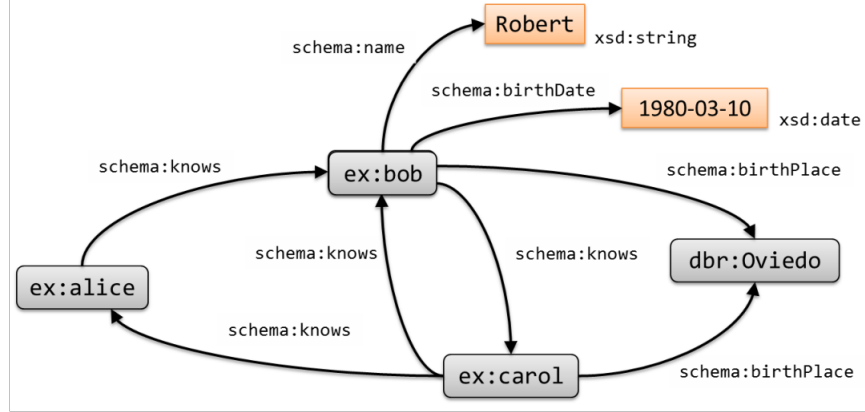 Robert
xsd:string
schema:name
schema:birthDate
1980-03-10
xsd:date
schema:knows
ex:bob
schema:birthPlace
schema:knows
schema:knows
dbr:Oviedo
ex:alice
schema:knows
ex:carol
schema:birthPlace